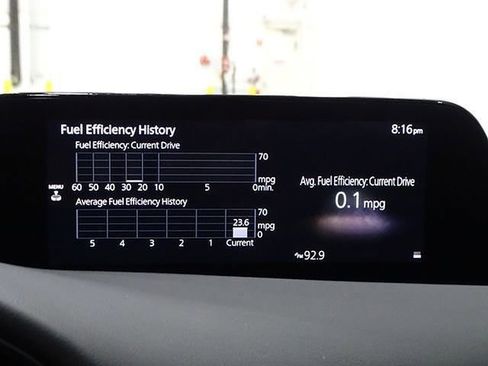 Fuel Efficiency History
8:16pm
Fuel Efficiency: Current Drive
70
mpg
0min.
60 50 40 30 20 10 5
MENU
Avg. Fuel Efficiency: Current Drive
0.1 mpg
Average Fuel Efficiency History
70
23.6
mpg
0
5 4 3 2 1 Current
92.9